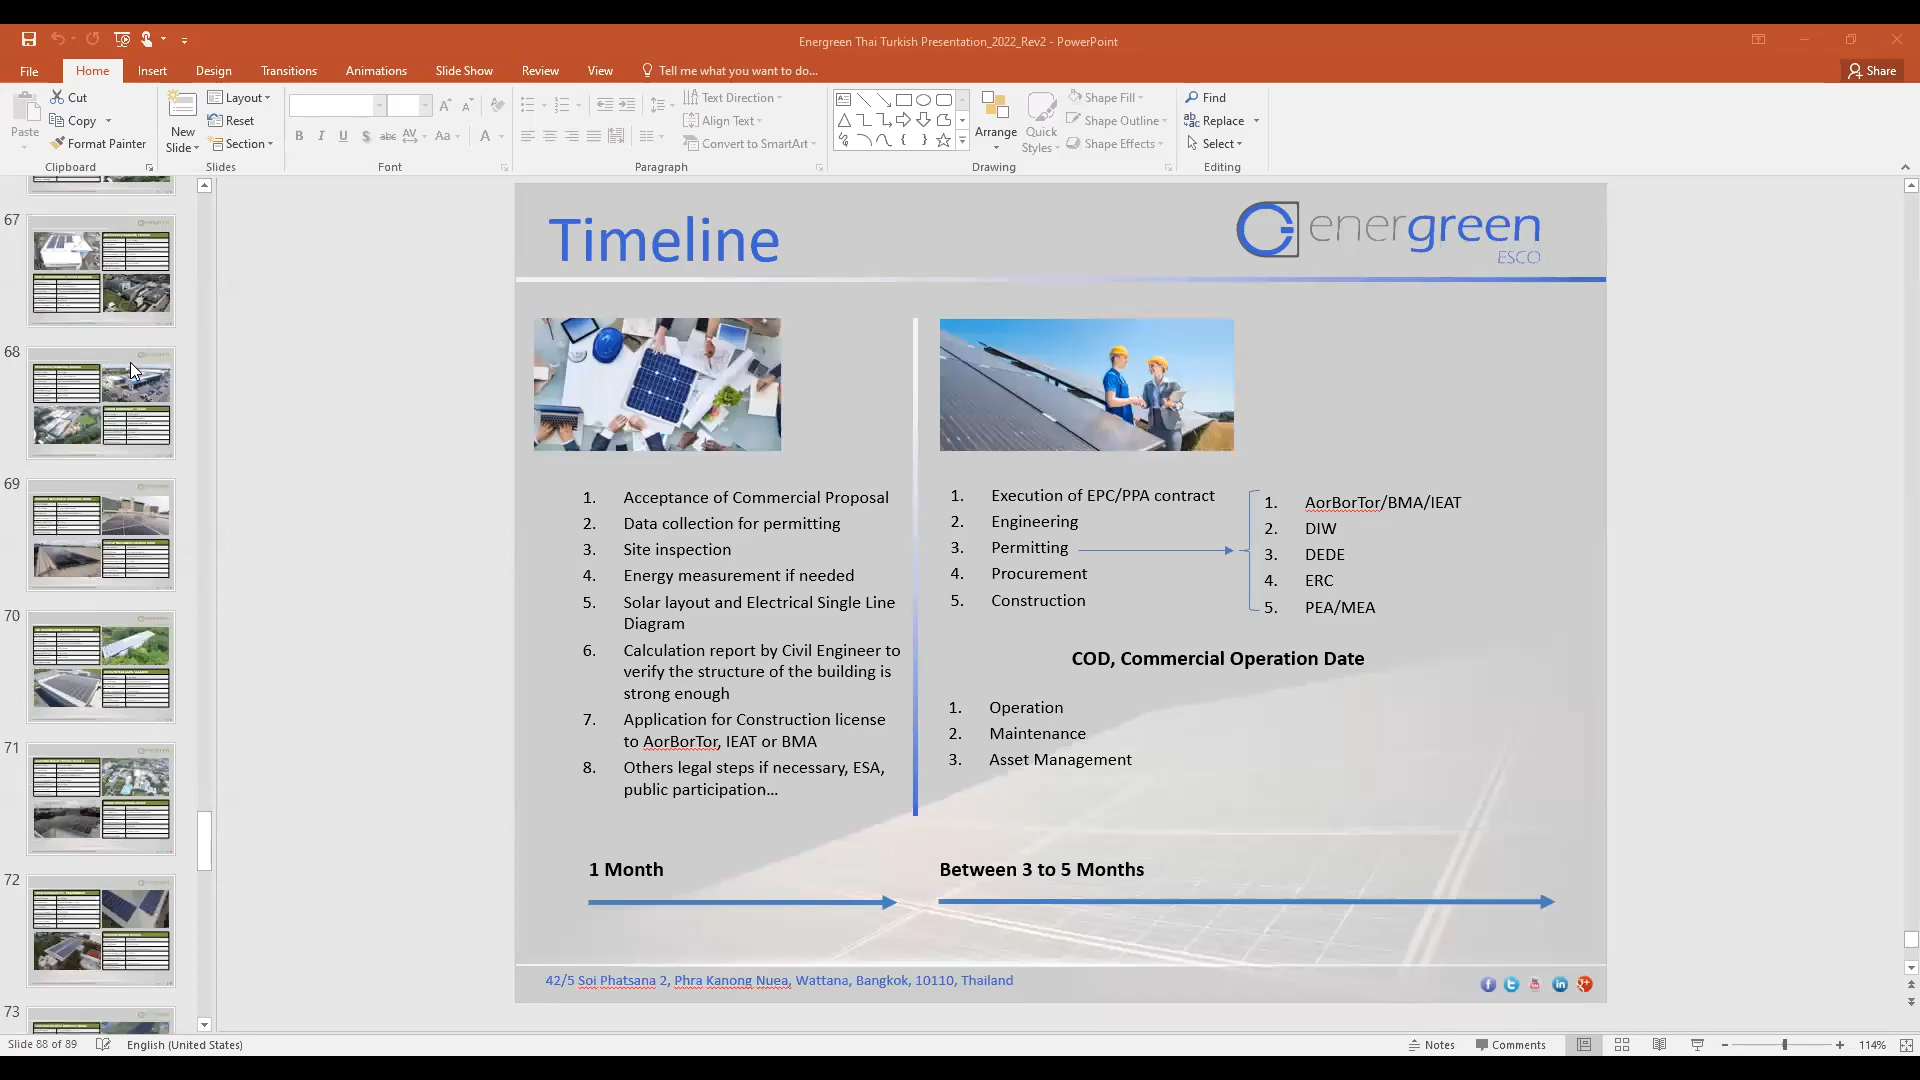 Energreen Thai Turkish Presentation_2022_Rev2 - PowerPoint
File Home Insert Design Transitions Animations Slide Show Review View Tell me what you want to do... Share
Paste
Cut
Copy
Format Painter
Clipboard
New
Slide
Layout
Reset
Section
Slides
B I U S abc AV Aa A
Font
Text Direction
Align Text
Convert to SmartArt
Paragraph
Arrange
Quick
Styles
Shape Fill
Shape Outline
Shape Effects
Drawing
Find
Replace
Select
Editing
67
68
69
70
71
72
73
Timeline
energreen
ESCO
1. Acceptance of Commercial Proposal
2. Data collection for permitting
3. Site inspection
4. Energy measurement if needed
5. Solar layout and Electrical Single Line
Diagram
6. Calculation report by Civil Engineer to
verify the structure of the building is
strong enough
7. Application for Construction license
to AorBorTor, IEAT or BMA
8. Others legal steps if necessary, ESA,
public participation...
1. Execution of EPC/PPA contract
2. Engineering
3. Permitting
4. Procurement
5. Construction
1. AorBorTor/BMA/IEAT
2. DIW
3. DEDE
4. ERC
5. PEA/MEA
COD, Commercial Operation Date
1. Operation
2. Maintenance
3. Asset Management
1 Month
Between 3 to 5 Months
42/5 Soi Phatsana 2, Phra Kanong Nuea, Wattana, Bangkok, 10110, Thailand
Slide 88 of 89 English (United States) Notes Comments 114%